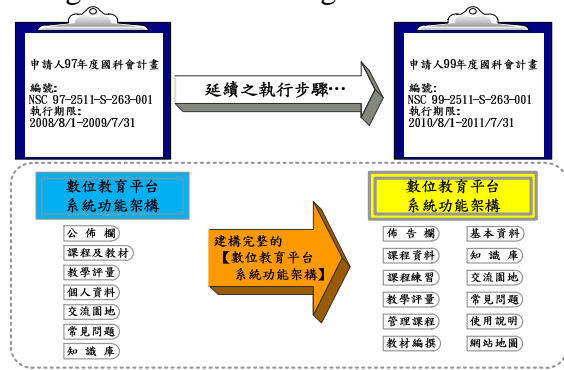 申請人97年度國科會計畫
編號:
NSC 97-2511-S-263-001
執行期限:
2008/8/1-2009/7/31
延續之執行步驟…
申請人99年度國科會計畫
編號:
NSC 99-2511-S-263-001
執行期限:
2010/8/1-2011/7/31
數位教育平台
系統功能架構
公佈欄
課程及教材
教學評量
個人資料
交流園地
常見問題
知識庫
建構完整的
【數位教育平台
系統功能架構】
數位教育平台
系統功能架構
佈告欄
課程資料
課程練習
教學評量
管理課程
教材編撰
基本資料
知識庫
交流園地
常見問題
使用說明
網站地圖